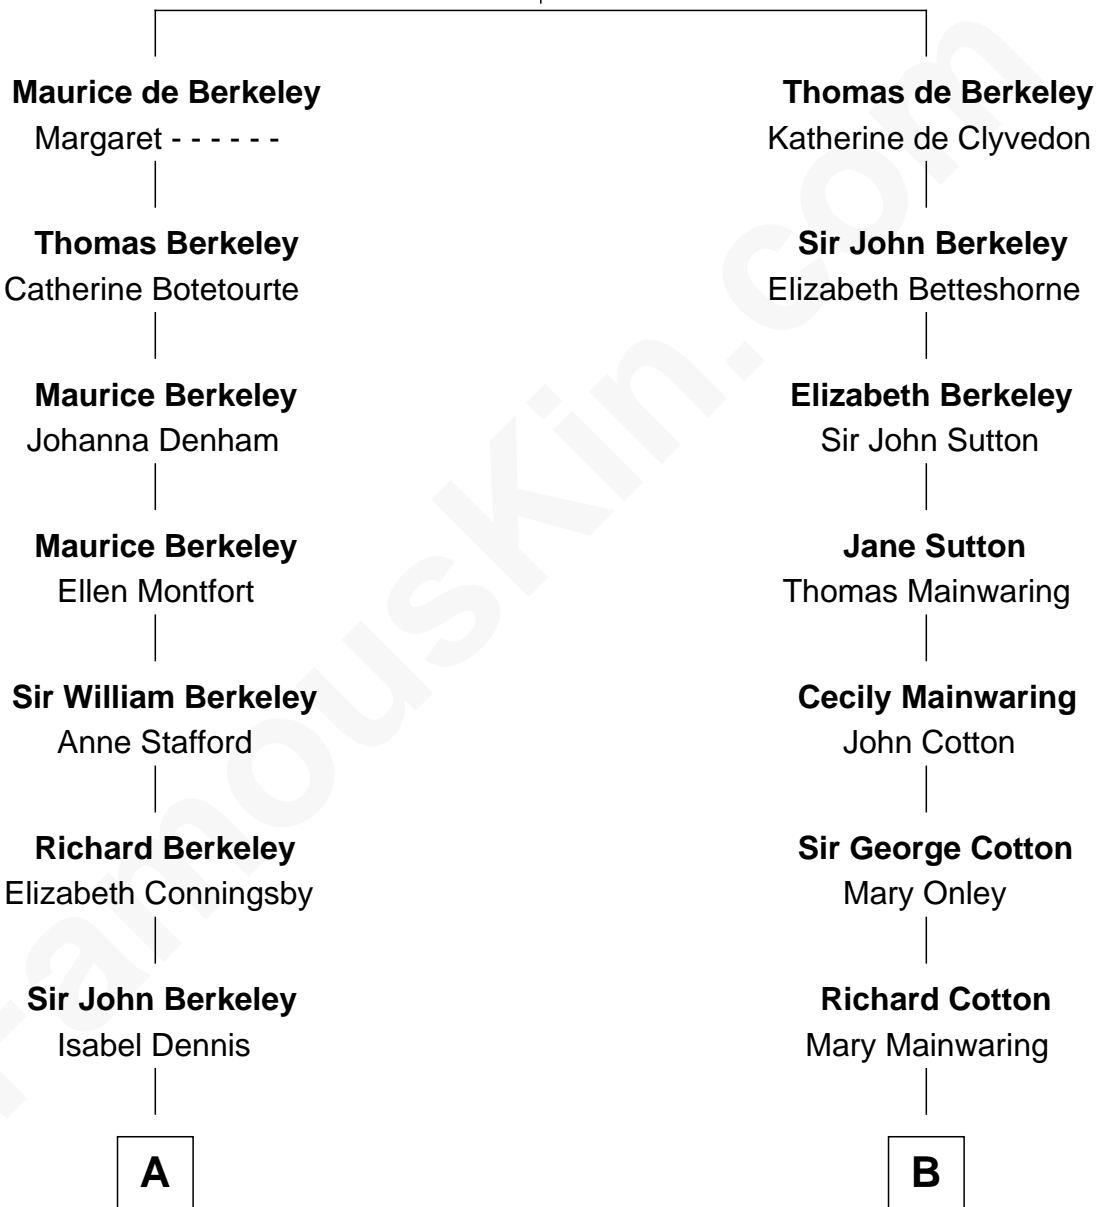 Maurice de Berkeley
Margaret - - - - - -
Thomas Berkeley
Catherine Botetourte
Maurice Berkeley
Johanna Denham
Maurice Berkeley
Ellen Montfort
Sir William Berkeley
Anne Stafford
Richard Berkeley
Elizabeth Conningsby
Sir John Berkeley
Isabel Dennis
A
Thomas de Berkeley
Katherine de Clyvedon
Sir John Berkeley
Elizabeth Betteshorne
Elizabeth Berkeley
Sir John Sutton
Jane Sutton
Thomas Mainwaring
Cecily Mainwaring
John Cotton
Sir George Cotton
Mary Onley
Richard Cotton
Mary Mainwaring
B
FamousKin.com